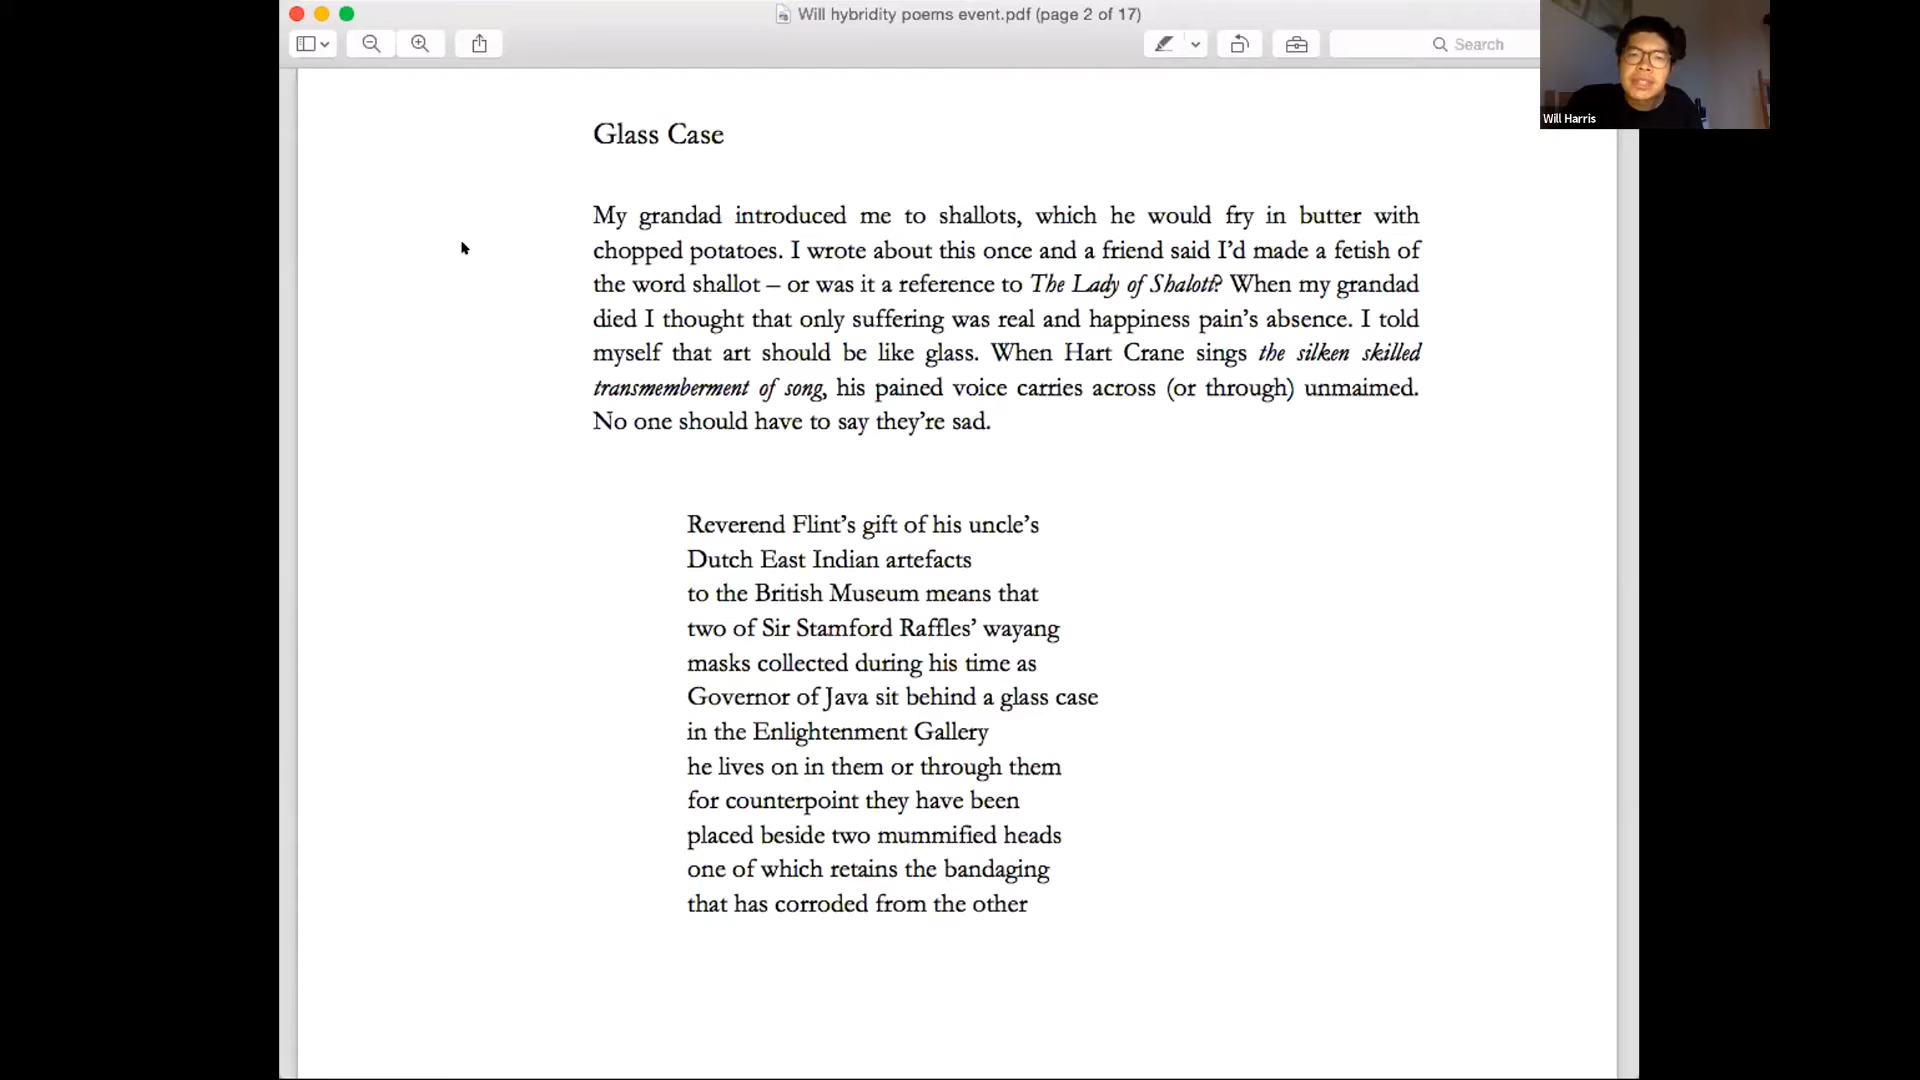 Will hybridity poems event.pdf (page 2 of 17)
Search
Will Harris
Glass Case
My grandad introduced me to shallots, which he would fry in butter with
chopped potatoes. I wrote about this once and a friend said I’d made a fetish of
the word shallot – or was it a reference to The Lady of Shalott? When my grandad
died I thought that only suffering was real and happiness pain’s absence. I told
myself that art should be like glass. When Hart Crane sings the silken skilled
transmemberment of song, his pained voice carries across (or through) unmaimed.
No one should have to say they’re sad.
Reverend Flint’s gift of his uncle’s
Dutch East Indian artefacts
to the British Museum means that
two of Sir Stamford Raffles’ wayang
masks collected during his time as
Governor of Java sit behind a glass case
in the Enlightenment Gallery
he lives on in them or through them
for counterpoint they have been
placed beside two mummified heads
one of which retains the bandaging
that has corroded from the other